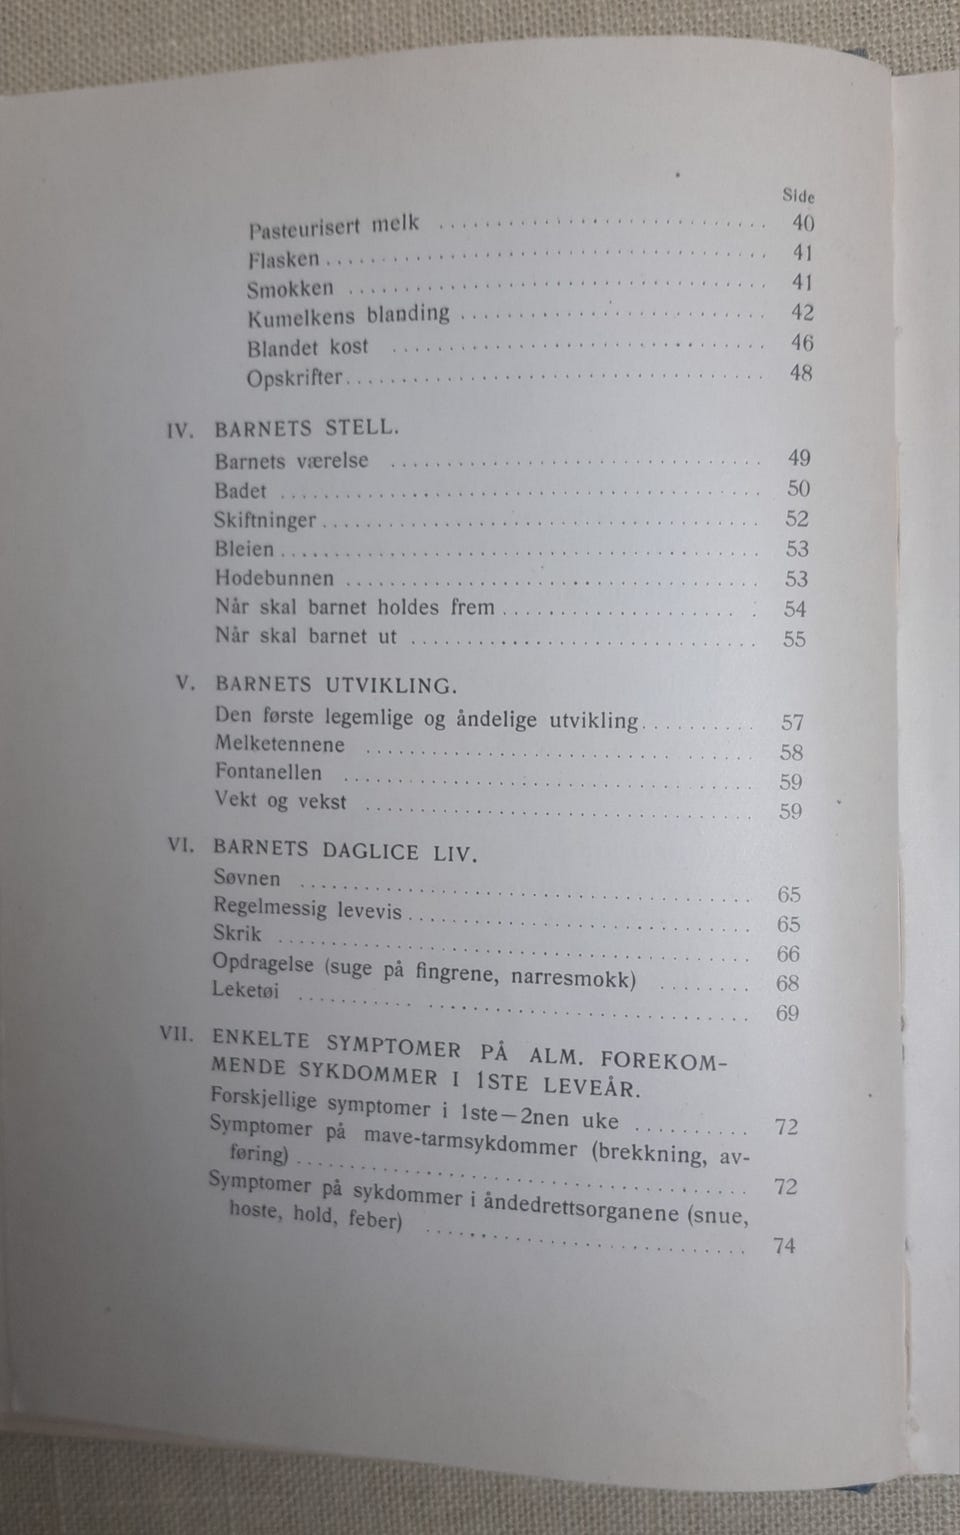 Side
Pasteurisert melk 40
Flasken 41
Smokken 41
Kumelkens blanding 42
Blandet kost 46
Opskrifter 48
IV. BARNETS STELL.
Barnets værelse 49
Badet 50
Skiftninger 52
Bleien 53
Hodebunnen 53
Når skal barnet holdes frem 54
Når skal barnet ut 55
V. BARNETS UTVIKLING.
Den første legemlige og åndelige utvikling 57
Melketennene 58
Fontanellen 59
Vekt og vekst 59
VI. BARNETS DAGLICE LIV.
Søvnen 65
Regelmessig levevis 65
Skrik 66
Opdragelse (suge på fingrene, narresmokk) 68
Leketøi 69
VII. ENKELTE SYMPTOMER PÅ ALM. FOREKOM-
MENDE SYKDOMMER I 1STE LEVEÅR.
Forskjellige symptomer i 1ste—2nen uke 72
Symptomer på mave-tarmsykdommer (brekkning, av-
føring) 72
Symptomer på sykdommer i åndedrettsorganene (snue,
hoste, hold, feber) 74